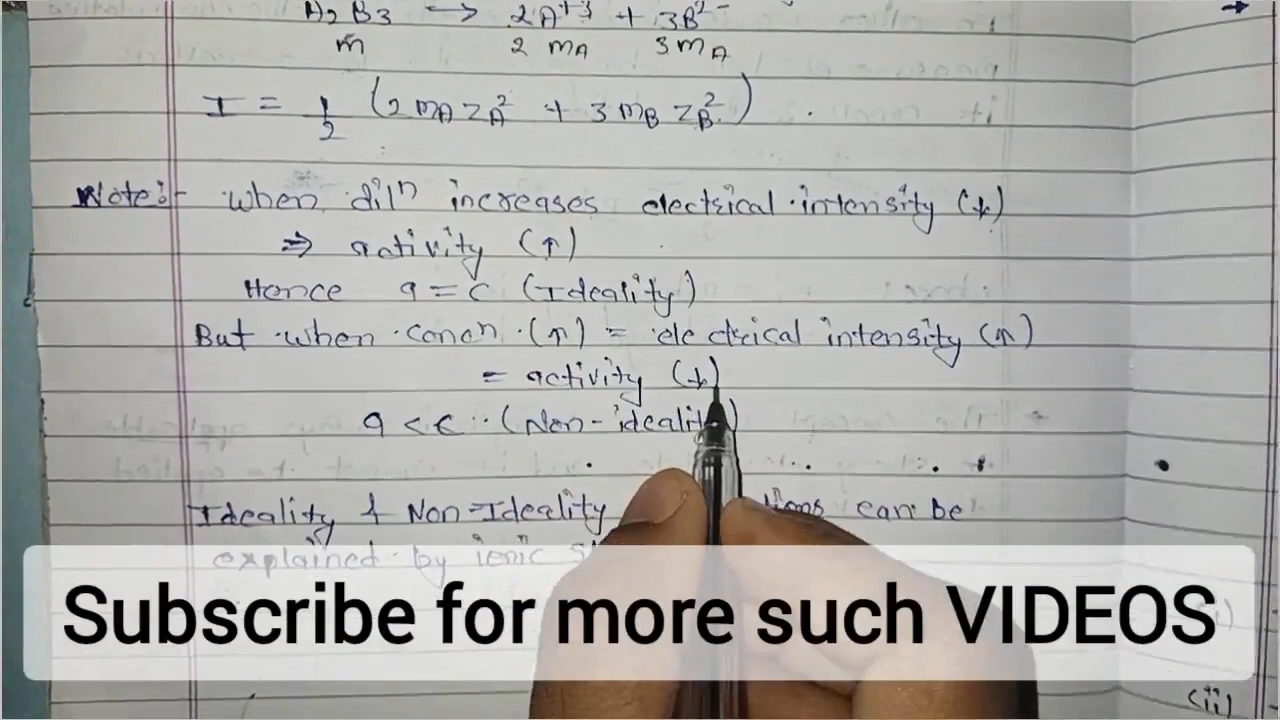 A₂B₃ → 2A⁺³ + 3B²⁻
m 2 mA 3 mA
I = 1/2 (2 mA ZA² + 3 mB ZB²)
Note:- When dilⁿ increases electrical intensity (↓)
⇒ activity (↑)
Hence a = c (Ideality)
But when concn (↑) = electrical intensity (↑)
= activity (↓)
a < c (Non-ideality)
Ideality & Non-Ideality can be
explained by ionic
Subscribe for more such VIDEOS
(ii)